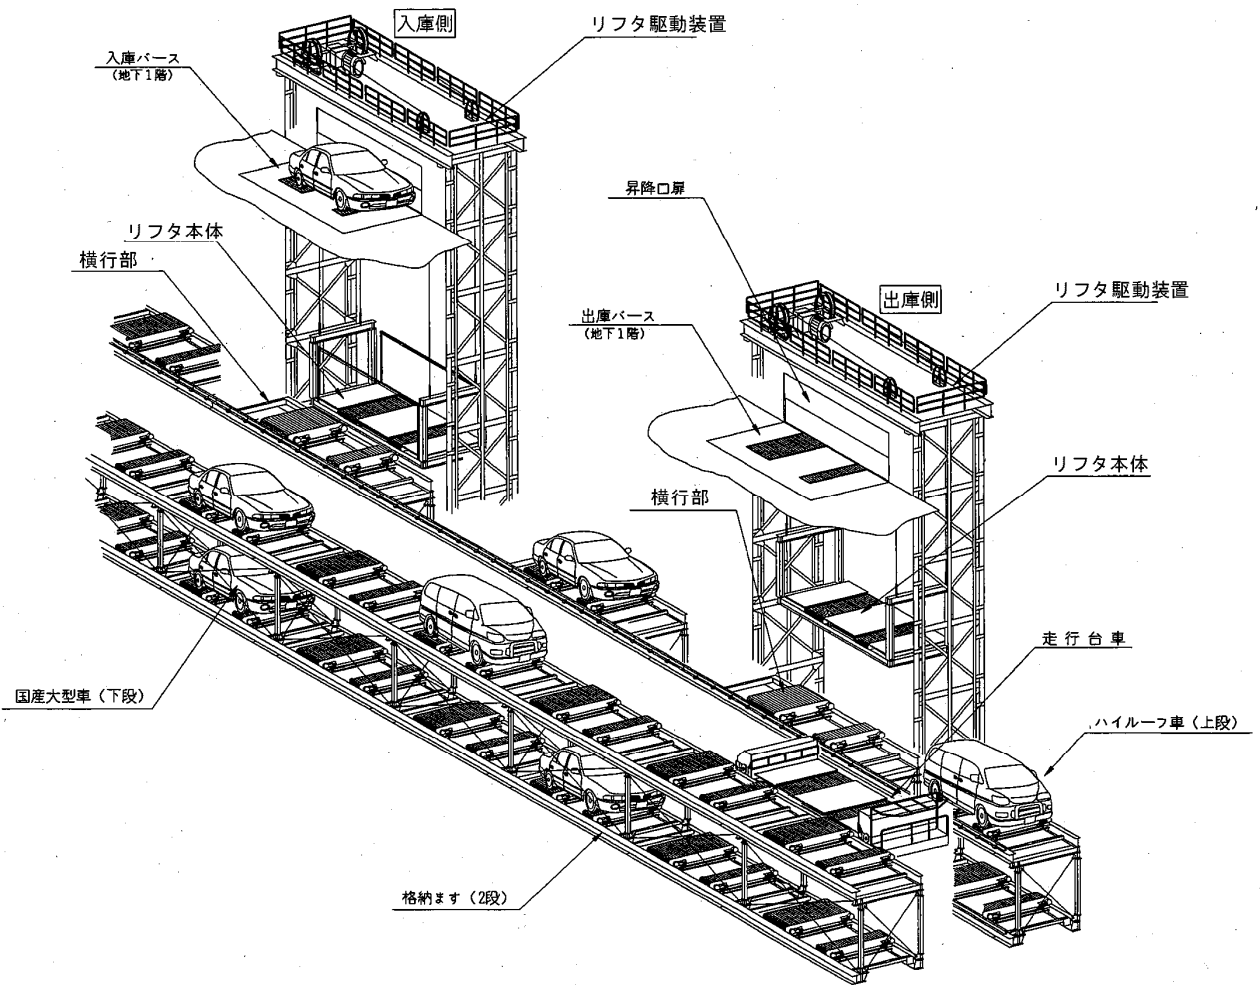 入庫側
リフタ駆動装置
入庫バース
(地下1階)
昇降口扉
リフタ本体
横行部
出庫側
リフタ駆動装置
出庫バース
(地下1階)
リフタ本体
横行部
走行台車
国産大型車(下段)
ハイルーフ車(上段)
格納ます(2段)